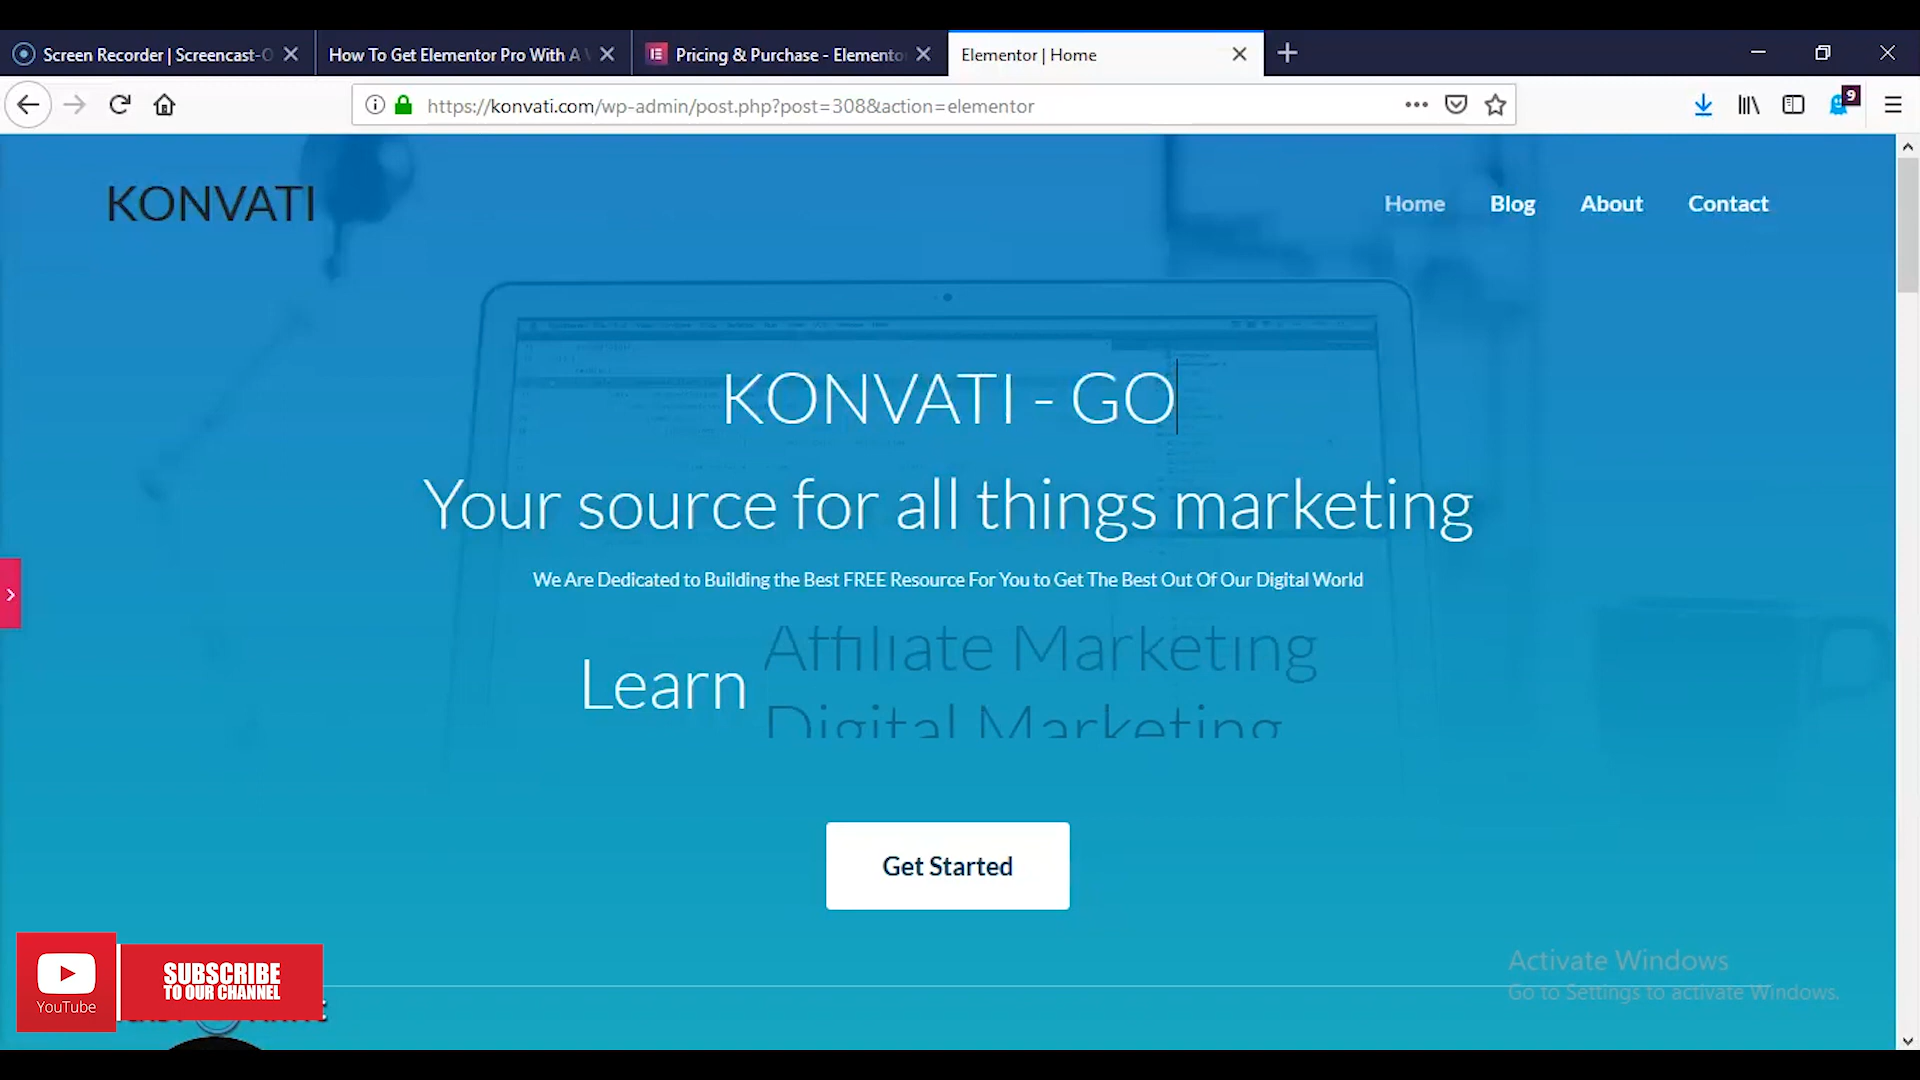 Screen Recorder | Screencast-O
How To Get Elementor Pro With A W
Pricing & Purchase - Elemento
Elementor | Home
https://konvati.com/wp-admin/post.php?post=308&action=elementor
9
KONVATI
Home
Blog
About
Contact
KONVATI - GO
Your source for all things marketing
We Are Dedicated to Building the Best FREE Resource For You to Get The Best Out Of Our Digital World
Learn
Affiliate Marketing
Digital Marketing
Get Started
YouTube
SUBSCRIBE
TO OUR CHANNEL
Activate Windows
Go to Settings to activate Windows.